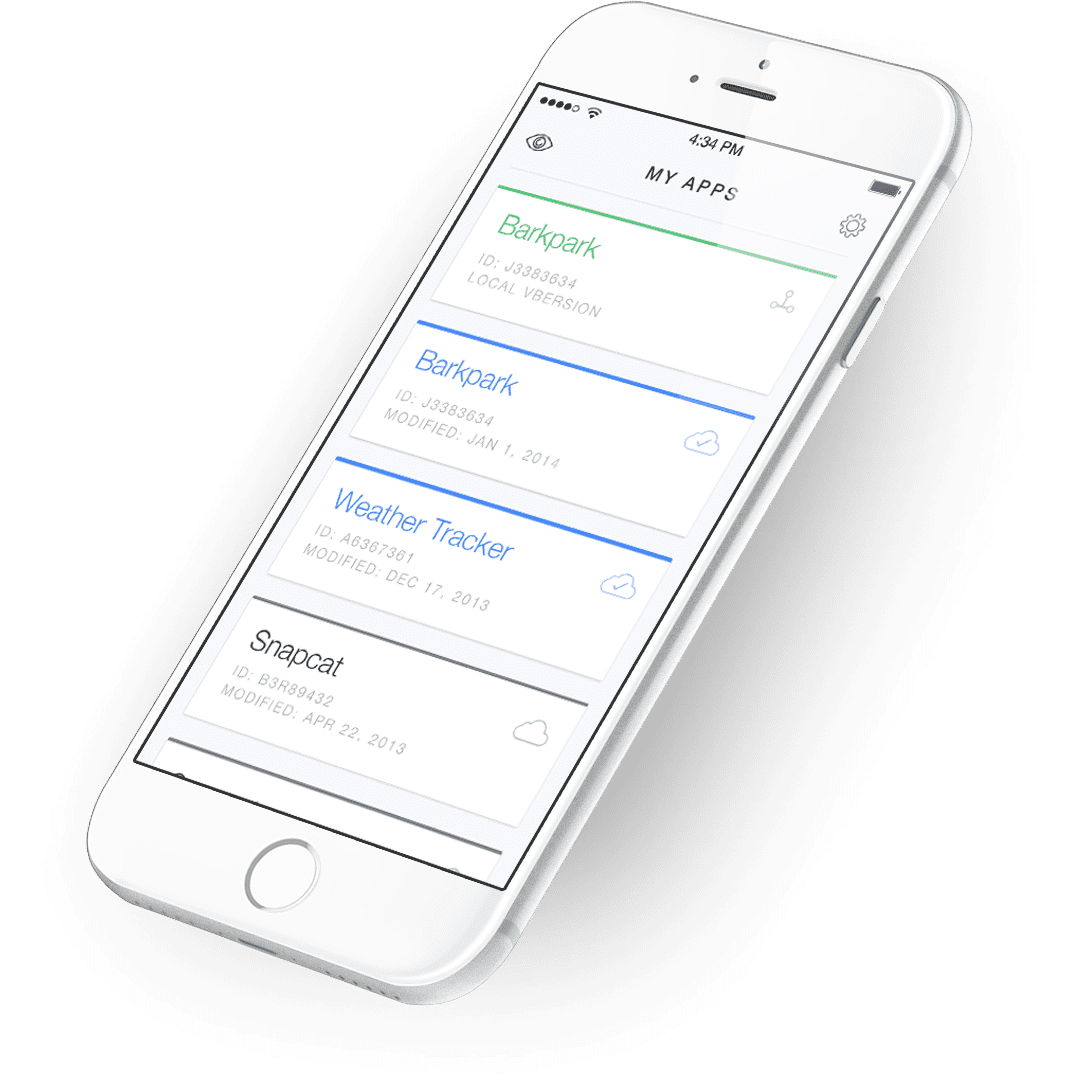 4:34 PM
MY APPS
Barkpark
ID: J3383634
LOCAL VBERSION
Barkpark
ID: J3383634
MODIFIED: JAN 1, 2014
Weather Tracker
ID: A6367361
MODIFIED: DEC 17, 2013
Snapcat
ID: B3R89432
MODIFIED: APR 22, 2013